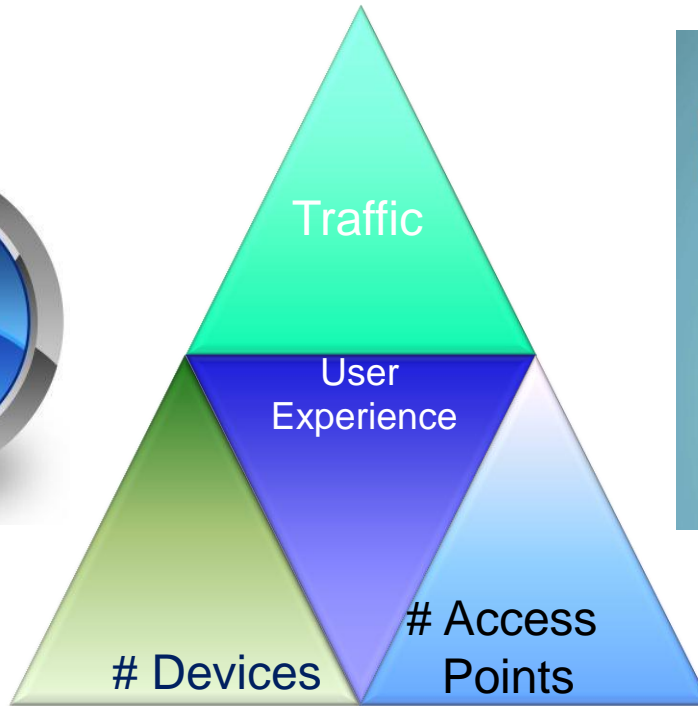 Traffic
User
Experience
# Devices
# Access
Points